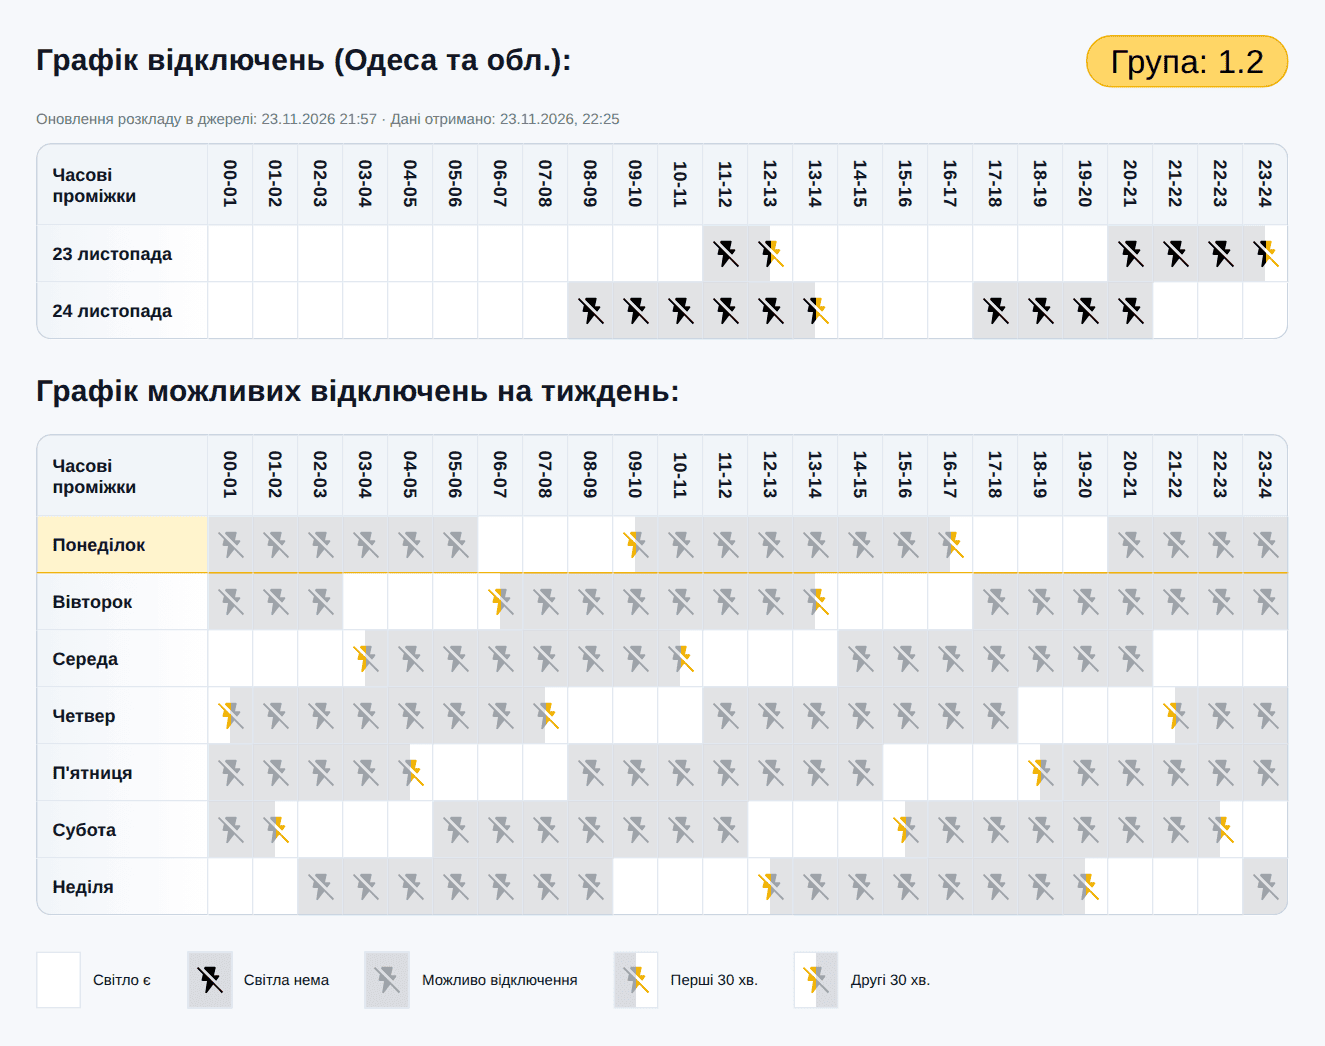 Графік відключень (Одеса та обл.):
Група: 1.2
Оновлення розкладу в джерелі: 23.11.2026 21:57 · Дані отримано: 23.11.2026, 22:25
Часові
проміжки
00-01 01-02 02-03 03-04 04-05 05-06 06-07 07-08 08-09 09-10 10-11 11-12 12-13 13-14 14-15 15-16 16-17 17-18 18-19 19-20 20-21 21-22 22-23 23-24
23 листопада
24 листопада
Графік можливих відключень на тиждень:
Часові
проміжки
00-01 01-02 02-03 03-04 04-05 05-06 06-07 07-08 08-09 09-10 10-11 11-12 12-13 13-14 14-15 15-16 16-17 17-18 18-19 19-20 20-21 21-22 22-23 23-24
Понеділок
Вівторок
Середа
Четвер
П'ятниця
Субота
Неділя
Світло є
Світла нема
Можливо відключення
Перші 30 хв.
Другі 30 хв.